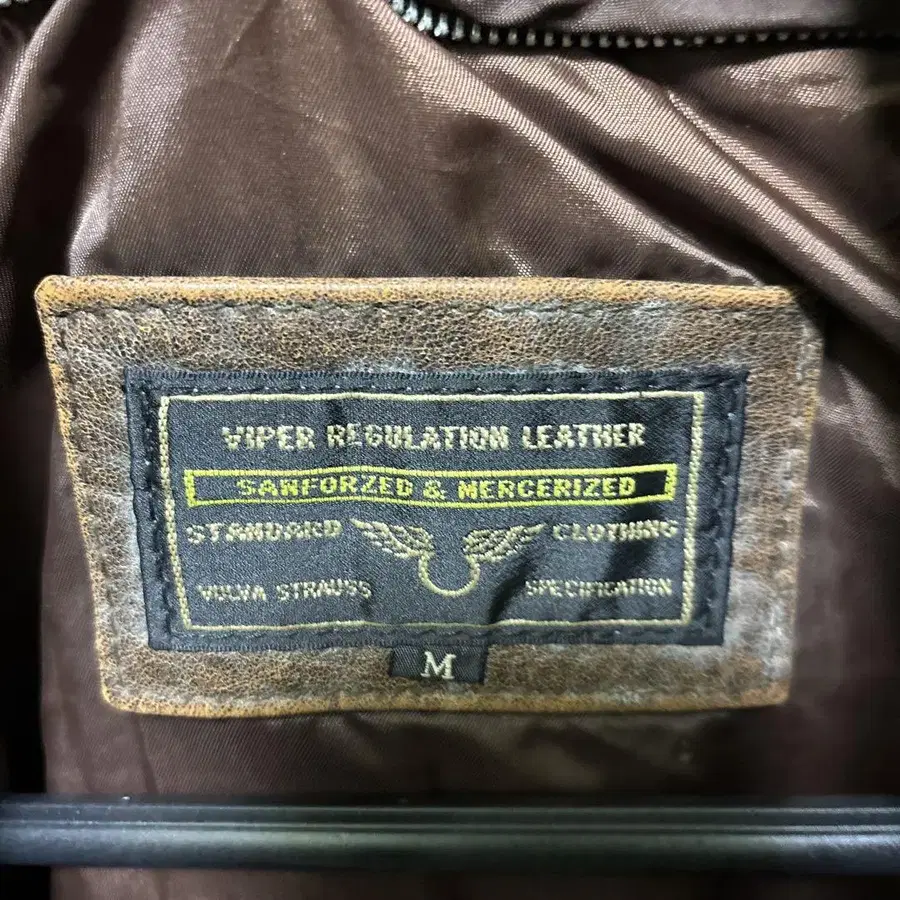 VIPER REGULATION LEATHER
SANFORZED & MERCERIZED
STANDARD CLOTHING
VOLVA STRAUSS SPECIFICATION
M